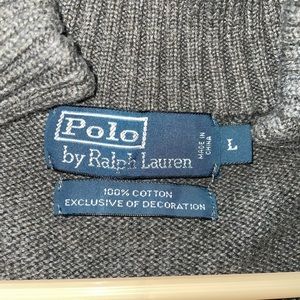 Polo
by Ralph Lauren
MADE IN
CHINA
L
100% COTTON
EXCLUSIVE OF DECORATION